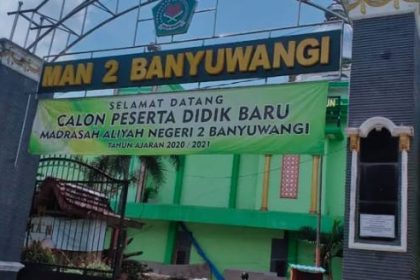 MAN 2 BANYUWANGI
SELAMAT DATANG
CALON PESERTA DIDIK BARU
MADRASAH ALIYAH NEGERI 2 BANYUWANGI
TAHUN AJARAN 2020 / 2021